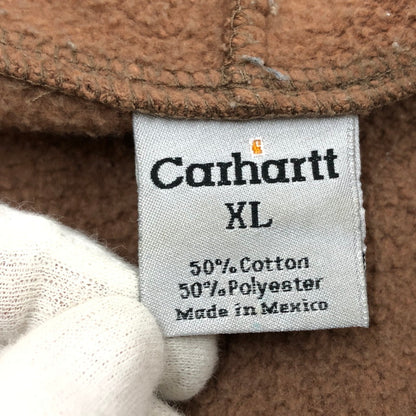 Carhartt
XL
50% Cotton
50% Polyester
Made in Mexico